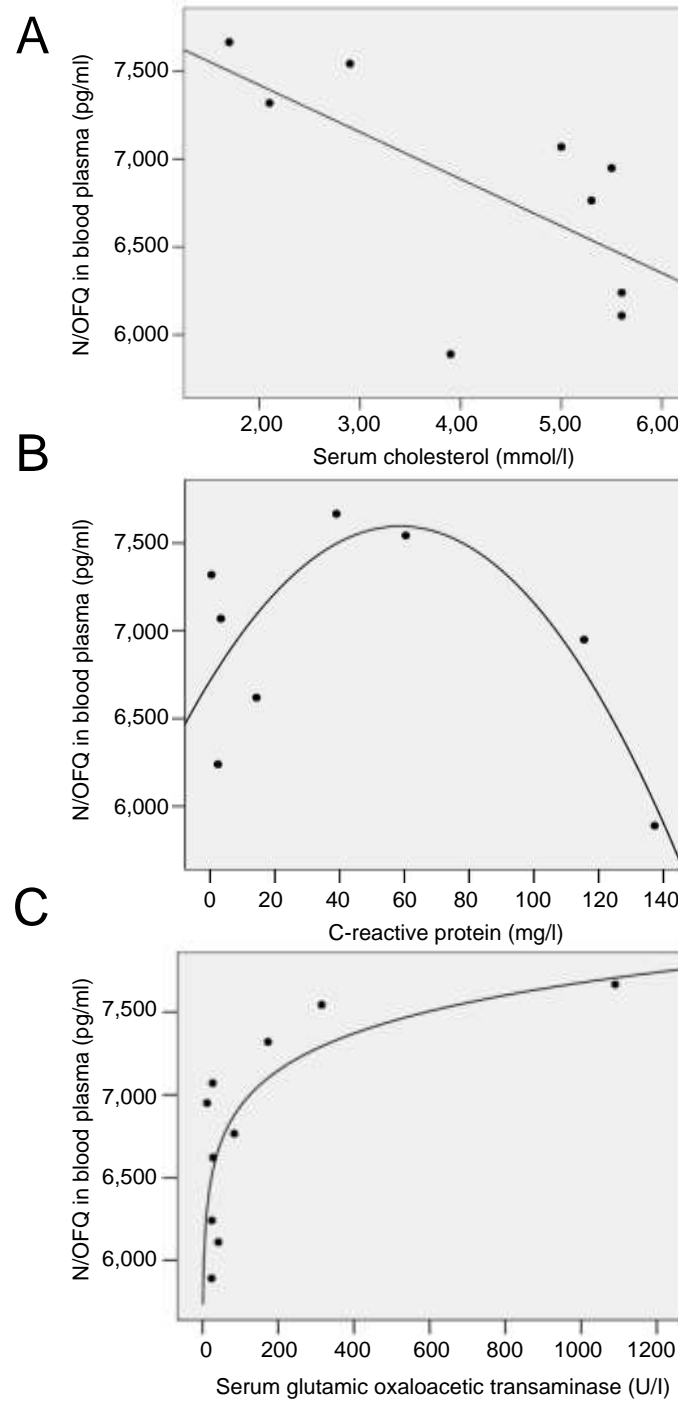 A
N/OFQ in blood plasma (pg/ml)
7,500
7,000
6,500
6,000
2,00 3,00 4,00 5,00 6,00
Serum cholesterol (mmol/l)
B
N/OFQ in blood plasma (pg/ml)
7,500
7,000
6,500
6,000
0 20 40 60 80 100 120 140
C-reactive protein (mg/l)
C
N/OFQ in blood plasma (pg/ml)
7,500
7,000
6,500
6,000
0 200 400 600 800 1000 1200
Serum glutamic oxaloacetic transaminase (U/l)